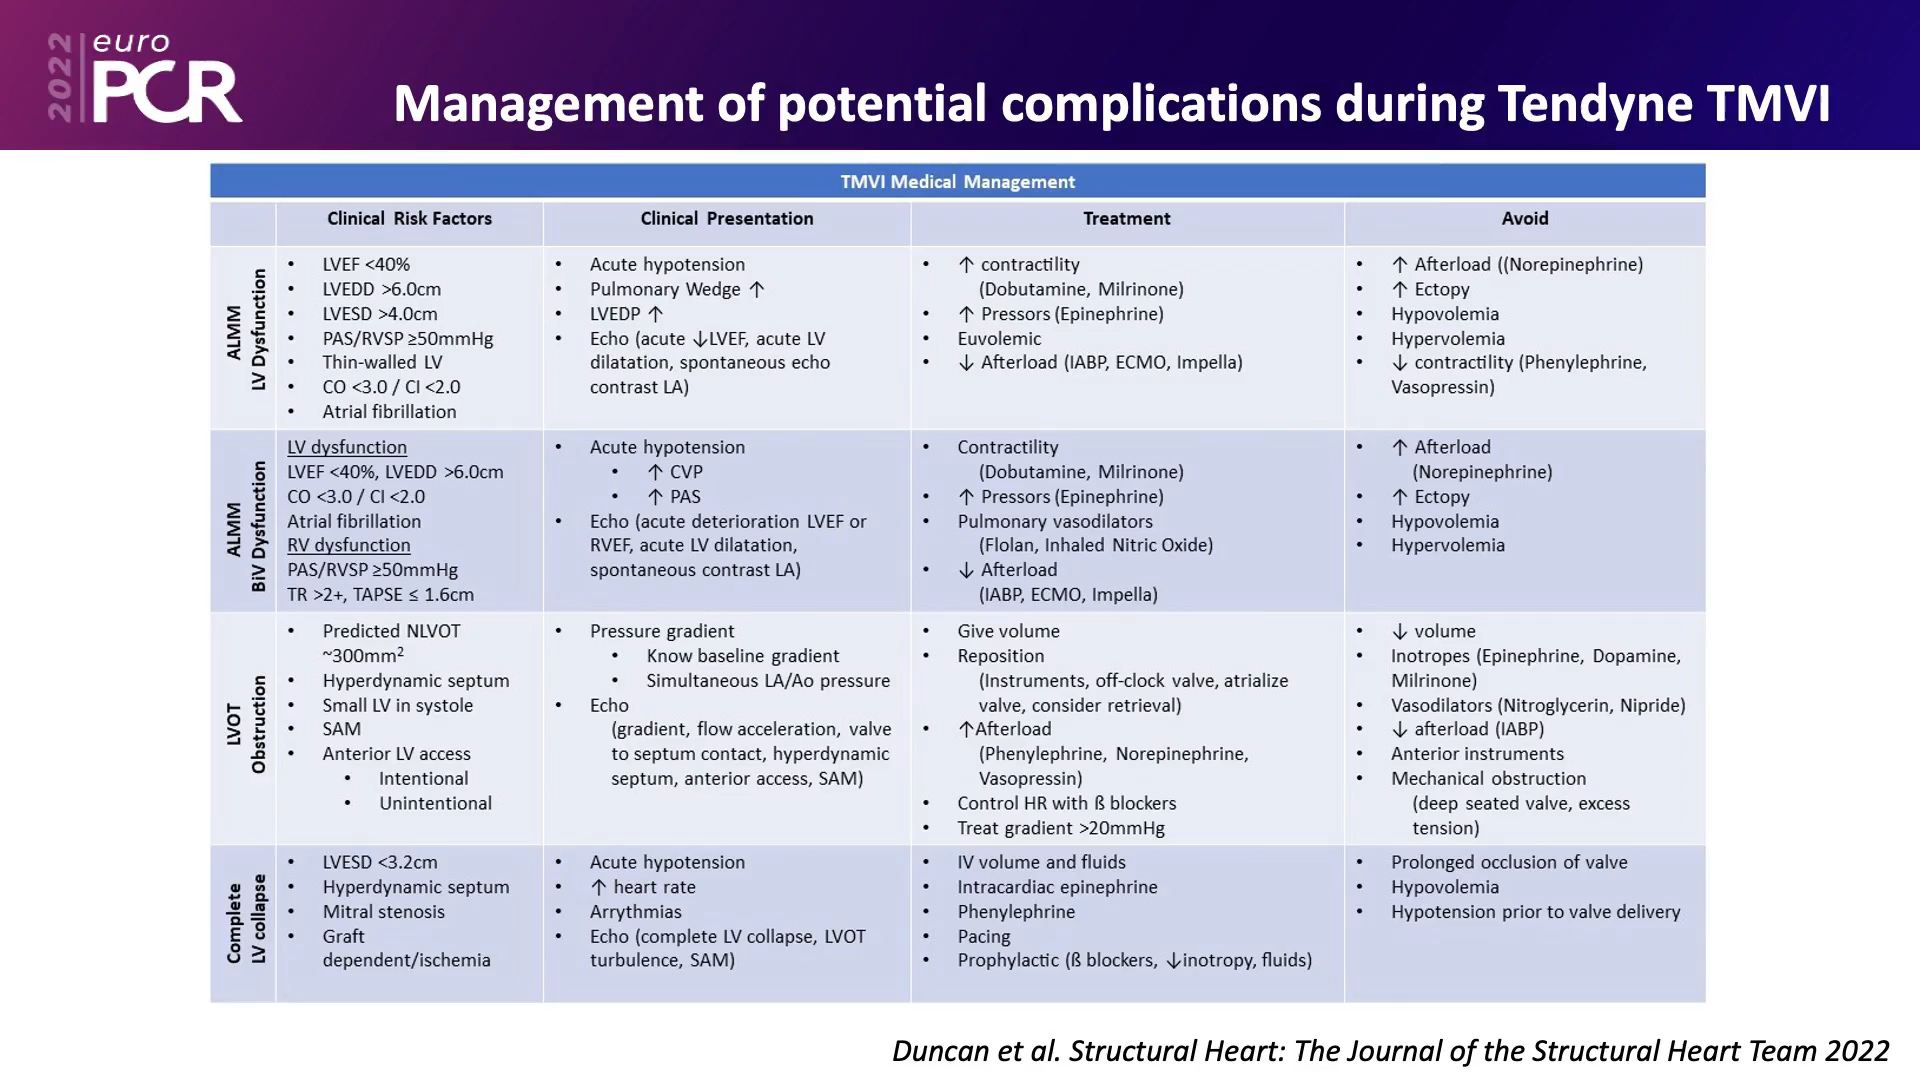 2022
euro
PCR
Management of potential complications during Tendyne TMVI
TMVI Medical Management
Clinical Risk Factors
Clinical Presentation
Treatment
Avoid
ALMM
LV Dysfunction
• LVEF <40%
• LVEDD >6.0cm
• LVESD >4.0cm
• PAS/RVSP ≥50mmHg
• Thin-walled LV
• CO <3.0 / CI <2.0
• Atrial fibrillation
• Acute hypotension
• Pulmonary Wedge ↑
• LVEDP ↑
• Echo (acute ↓LVEF, acute LV
dilatation, spontaneous echo
contrast LA)
• ↑ contractility
(Dobutamine, Milrinone)
• ↑ Pressors (Epinephrine)
• Euvolemic
• ↓ Afterload (IABP, ECMO, Impella)
• ↑ Afterload ((Norepinephrine)
• ↑ Ectopy
• Hypovolemia
• Hypervolemia
• ↓ contractility (Phenylephrine,
Vasopressin)
ALMM
BiV Dysfunction
LV dysfunction
LVEF <40%, LVEDD >6.0cm
CO <3.0 / CI <2.0
Atrial fibrillation
RV dysfunction
PAS/RVSP ≥50mmHg
TR >2+, TAPSE ≤ 1.6cm
• Acute hypotension
• ↑ CVP
• ↑ PAS
• Echo (acute deterioration LVEF or
RVEF, acute LV dilatation,
spontaneous contrast LA)
• Contractility
(Dobutamine, Milrinone)
• ↑ Pressors (Epinephrine)
• Pulmonary vasodilators
(Flolan, Inhaled Nitric Oxide)
• ↓ Afterload
(IABP, ECMO, Impella)
• ↑ Afterload
(Norepinephrine)
• ↑ Ectopy
• Hypovolemia
• Hypervolemia
LVOT
Obstruction
• Predicted NLVOT
~300mm²
• Hyperdynamic septum
• Small LV in systole
• SAM
• Anterior LV access
• Intentional
• Unintentional
• Pressure gradient
• Know baseline gradient
• Simultaneous LA/Ao pressure
• Echo
(gradient, flow acceleration, valve
to septum contact, hyperdynamic
septum, anterior access, SAM)
• Give volume
• Reposition
(Instruments, off-clock valve, atrialize
valve, consider retrieval)
• ↑Afterload
(Phenylephrine, Norepinephrine,
Vasopressin)
• Control HR with ß blockers
• Treat gradient >20mmHg
• ↓ volume
• Inotropes (Epinephrine, Dopamine,
Milrinone)
• Vasodilators (Nitroglycerin, Nipride)
• ↓ afterload (IABP)
• Anterior instruments
• Mechanical obstruction
(deep seated valve, excess
tension)
Complete
LV collapse
• LVESD <3.2cm
• Hyperdynamic septum
• Mitral stenosis
• Graft
dependent/ischemia
• Acute hypotension
• ↑ heart rate
• Arrythmias
• Echo (complete LV collapse, LVOT
turbulence, SAM)
• IV volume and fluids
• Intracardiac epinephrine
• Phenylephrine
• Pacing
• Prophylactic (ß blockers, ↓inotropy, fluids)
• Prolonged occlusion of valve
• Hypovolemia
• Hypotension prior to valve delivery
Duncan et al. Structural Heart: The Journal of the Structural Heart Team 2022